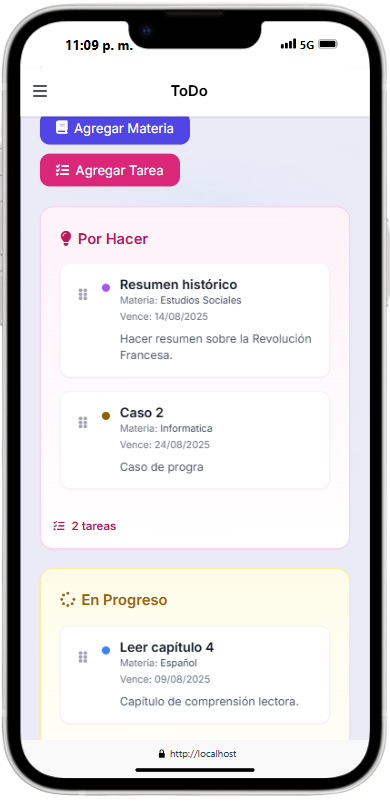 11:09 p. m.
5G
ToDo
Agregar Materia
Agregar Tarea
Por Hacer
Resumen histórico
Materia: Estudios Sociales
Vence: 14/08/2025
Hacer resumen sobre la Revolución
Francesa.
Caso 2
Materia: Informatica
Vence: 24/08/2025
Caso de progra
2 tareas
En Progreso
Leer capítulo 4
Materia: Español
Vence: 09/08/2025
Capítulo de comprensión lectora.
http://localhost